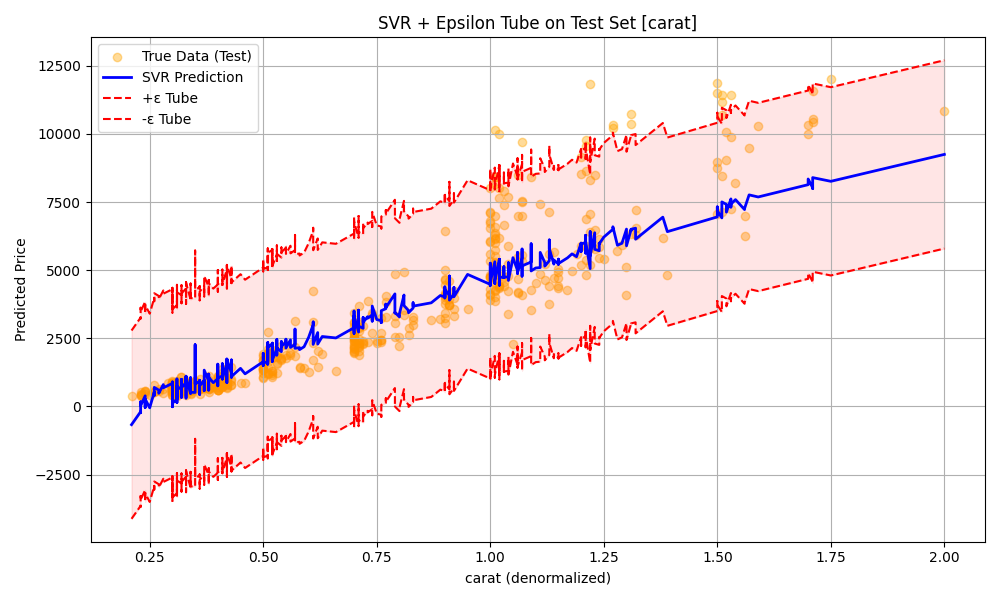 SVR + Epsilon Tube on Test Set [carat]
True Data (Test)
SVR Prediction
+ε Tube
-ε Tube
12500
10000
7500
5000
2500
0
−2500
Predicted Price
0.25 0.50 0.75 1.00 1.25 1.50 1.75 2.00
carat (denormalized)